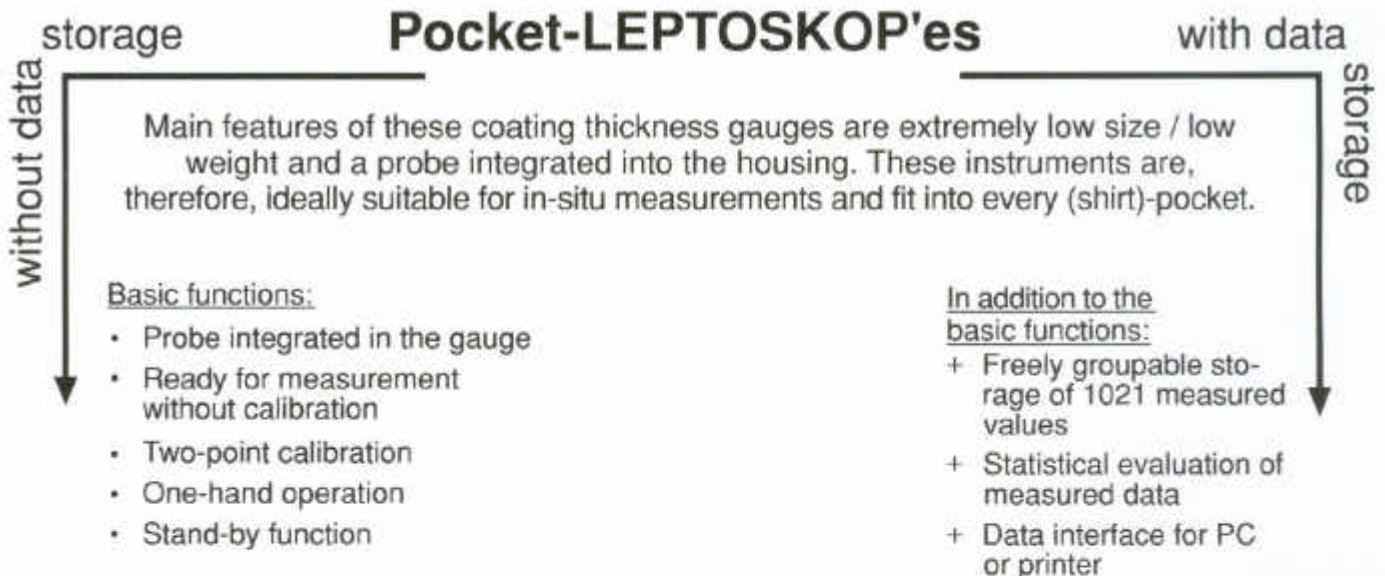 without data
storage
Pocket-LEPTOSKOP'es
with data
storage
Main features of these coating thickness gauges are extremely low size / low
weight and a probe integrated into the housing. These instruments are,
therefore, ideally suitable for in-situ measurements and fit into every (shirt)-pocket.
Basic functions:
• Probe integrated in the gauge
• Ready for measurement
without calibration
• Two-point calibration
• One-hand operation
• Stand-by function
In addition to the
basic functions:
+ Freely groupable sto-
rage of 1021 measured
values
+ Statistical evaluation of
measured data
+ Data interface for PC
or printer